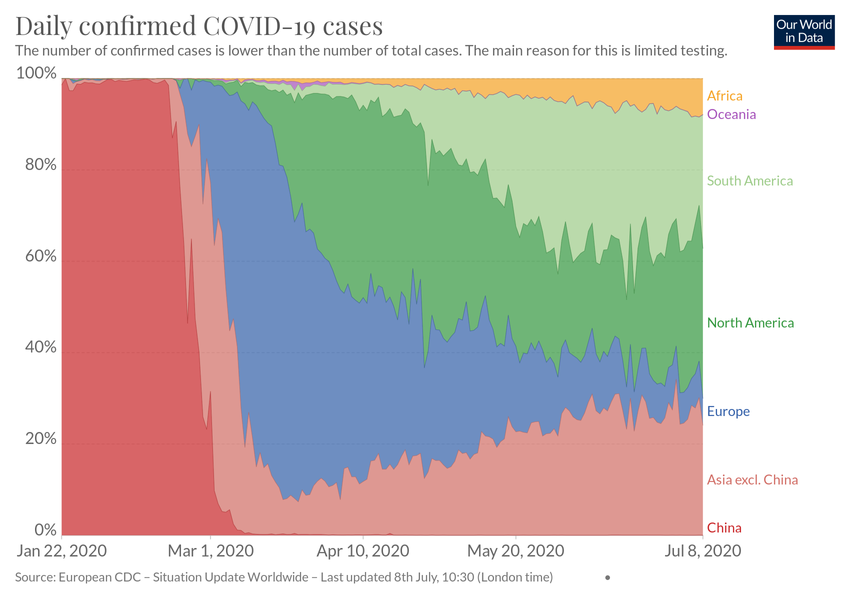 Daily confirmed COVID-19 cases
Our World
in Data
The number of confirmed cases is lower than the number of total cases. The main reason for this is limited testing.
100%
Africa
Oceania
80%
South America
60%
North America
40%
Europe
20%
Asia excl. China
China
0%
Jan 22, 2020
Mar 1, 2020
Apr 10, 2020
May 20, 2020
Jul 8, 2020
Source: European CDC – Situation Update Worldwide – Last updated 8th July, 10:30 (London time)
•